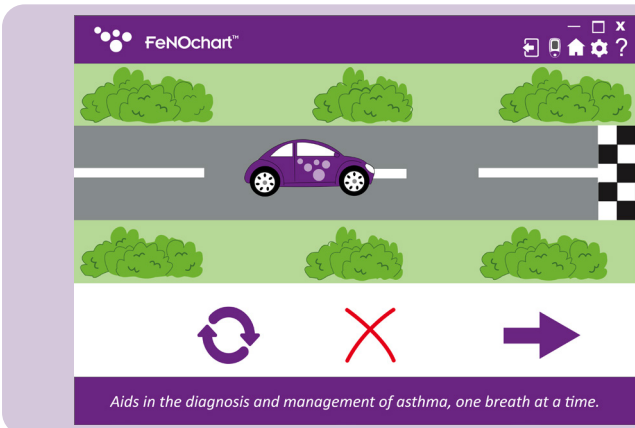 FeNOchart™
Aids in the diagnosis and management of asthma, one breath at a time.